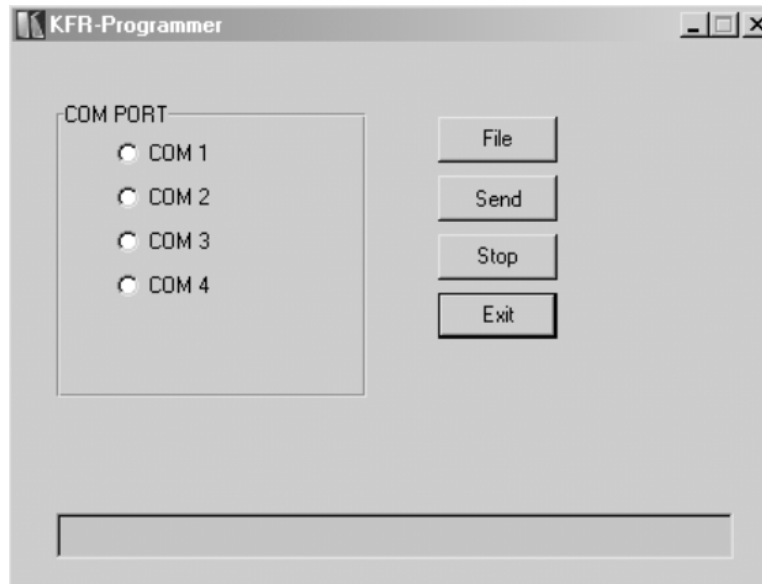 KFR-Programmer
COM PORT
COM 1
COM 2
COM 3
COM 4
File
Send
Stop
Exit